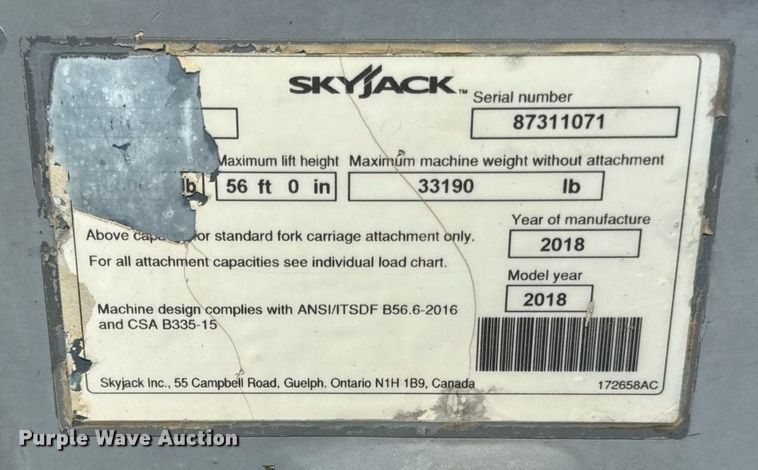 SKYJACK™
Serial number
87311071
Maximum lift height Maximum machine weight without attachment
lb 56 ft 0 in 33190 lb
Year of manufacture
2018
Above for standard fork carriage attachment only.
For all attachment capacities see individual load chart.
Model year
2018
Machine design complies with ANSI/ITSDF B56.6-2016
and CSA B335-15
Skyjack Inc., 55 Campbell Road, Guelph, Ontario N1H 1B9, Canada
172658AC
Purple Wave Auction